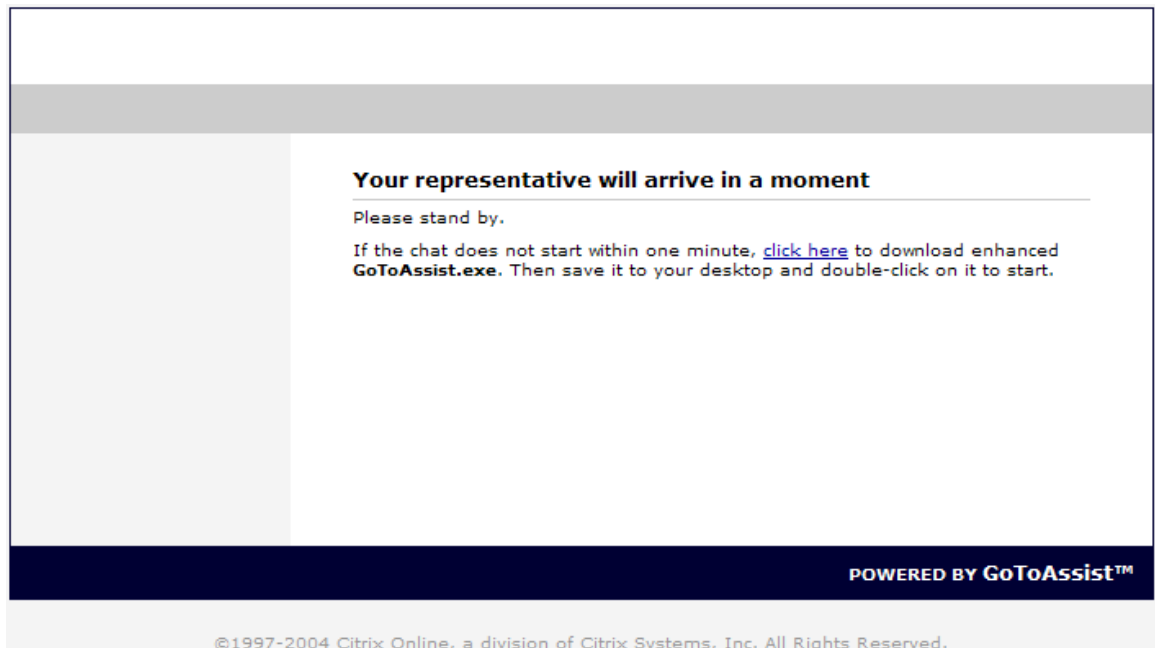 Your representative will arrive in a moment
Please stand by.
If the chat does not start within one minute, click here to download enhanced
GoToAssist.exe. Then save it to your desktop and double-click on it to start.
POWERED BY GoToAssist™
©1997-2004 Citrix Online, a division of Citrix Systems, Inc. All Rights Reserved.